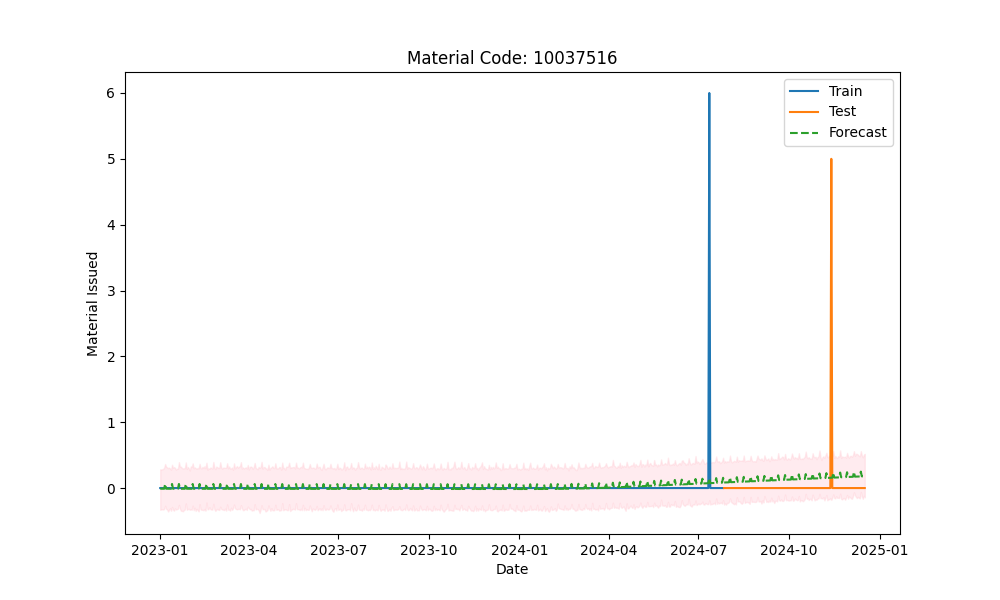 Material Code: 10037516
Train
Test
Forecast
Material Issued
6
5
4
3
2
1
0
2023-01 2023-04 2023-07 2023-10 2024-01 2024-04 2024-07 2024-10 2025-01
Date